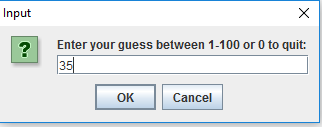 Input
Enter your guess between 1-100 or 0 to quit:
35
OK
Cancel